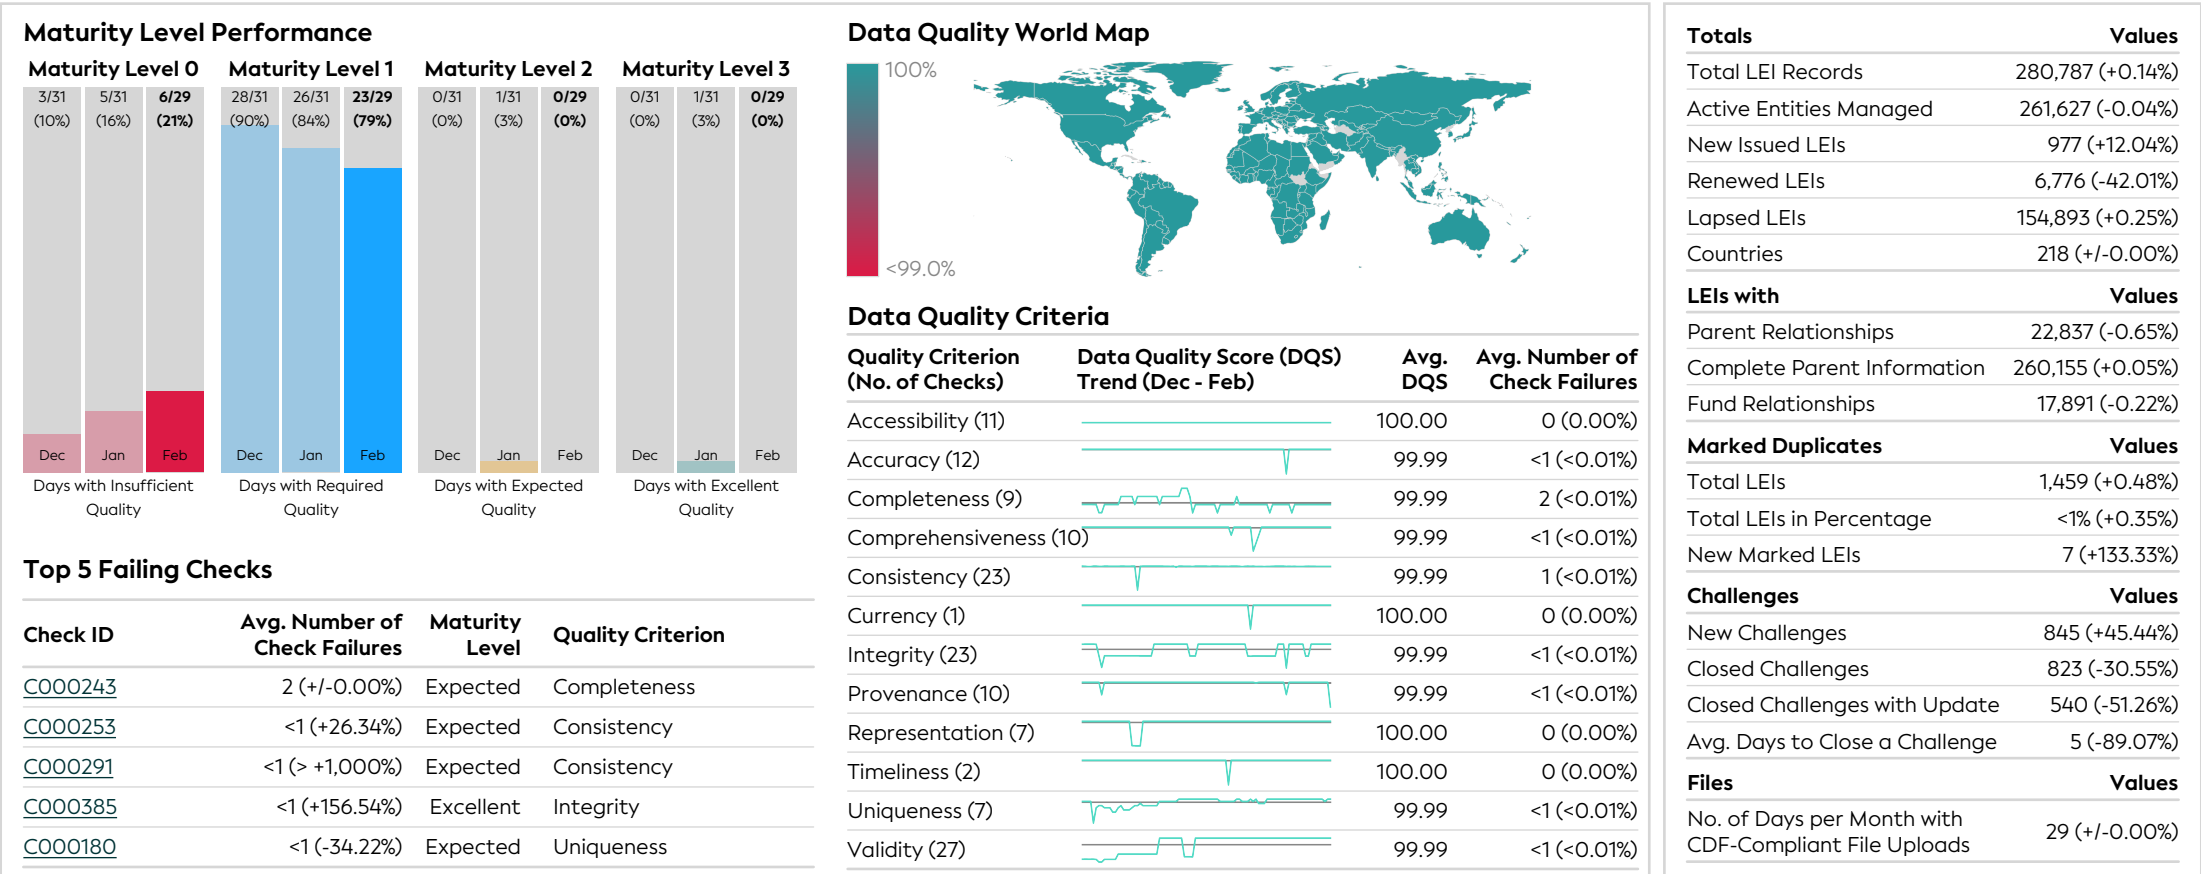 Maturity Level Performance
Maturity Level 0
3/31 5/31 6/29
(10%) (16%) (21%)
Dec Jan Feb
Days with Insufficient
Quality
Maturity Level 1
28/31 26/31 23/29
(90%) (84%) (79%)
Dec Jan Feb
Days with Required
Quality
Maturity Level 2
0/31 1/31 0/29
(0%) (3%) (0%)
Dec Jan Feb
Days with Expected
Quality
Maturity Level 3
0/31 1/31 0/29
(0%) (3%) (0%)
Dec Jan Feb
Days with Excellent
Quality
Top 5 Failing Checks
Check ID Avg. Number of Check Failures Maturity Level Quality Criterion
C000243 2 (+/-0.00%) Expected Completeness
C000253 <1 (+26.34%) Expected Consistency
C000291 <1 (> +1,000%) Expected Consistency
C000385 <1 (+156.54%) Excellent Integrity
C000180 <1 (-34.22%) Expected Uniqueness
Data Quality World Map
100%
<99.0%
Data Quality Criteria
Quality Criterion (No. of Checks) Data Quality Score (DQS) Trend (Dec - Feb) Avg. DQS Avg. Number of Check Failures
Accessibility (11) 100.00 0 (0.00%)
Accuracy (12) 99.99 <1 (<0.01%)
Completeness (9) 99.99 2 (<0.01%)
Comprehensiveness (10) 99.99 <1 (<0.01%)
Consistency (23) 99.99 1 (<0.01%)
Currency (1) 100.00 0 (0.00%)
Integrity (23) 99.99 <1 (<0.01%)
Provenance (10) 99.99 <1 (<0.01%)
Representation (7) 100.00 0 (0.00%)
Timeliness (2) 100.00 0 (0.00%)
Uniqueness (7) 99.99 <1 (<0.01%)
Validity (27) 99.99 <1 (<0.01%)
Totals Values
Total LEI Records 280,787 (+0.14%)
Active Entities Managed 261,627 (-0.04%)
New Issued LEIs 977 (+12.04%)
Renewed LEIs 6,776 (-42.01%)
Lapsed LEIs 154,893 (+0.25%)
Countries 218 (+/-0.00%)
LEIs with Values
Parent Relationships 22,837 (-0.65%)
Complete Parent Information 260,155 (+0.05%)
Fund Relationships 17,891 (-0.22%)
Marked Duplicates Values
Total LEIs 1,459 (+0.48%)
Total LEIs in Percentage <1% (+0.35%)
New Marked LEIs 7 (+133.33%)
Challenges Values
New Challenges 845 (+45.44%)
Closed Challenges 823 (-30.55%)
Closed Challenges with Update 540 (-51.26%)
Avg. Days to Close a Challenge 5 (-89.07%)
Files Values
No. of Days per Month with
CDF-Compliant File Uploads 29 (+/-0.00%)